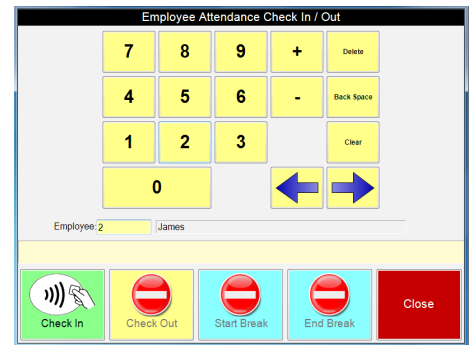 Employee Attendance Check In / Out
7 8 9 + Delete
4 5 6 - Back Space
1 2 3 Clear
0
Employee: 2 James
Check In Check Out Start Break End Break Close